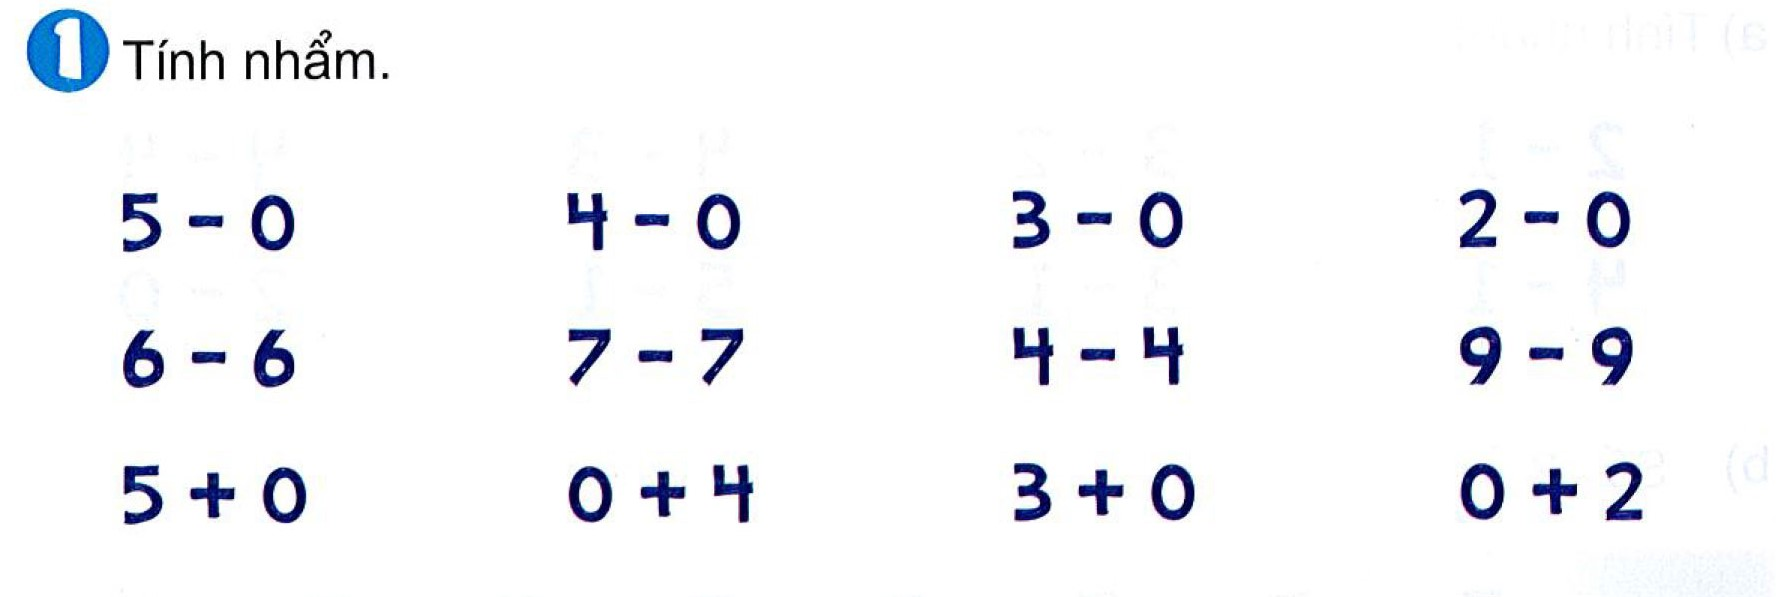 1 Tính nhẩm.
5 - 0 4 - 0 3 - 0 2 - 0
6 - 6 7 - 7 4 - 4 9 - 9
5 + 0 0 + 4 3 + 0 0 + 2